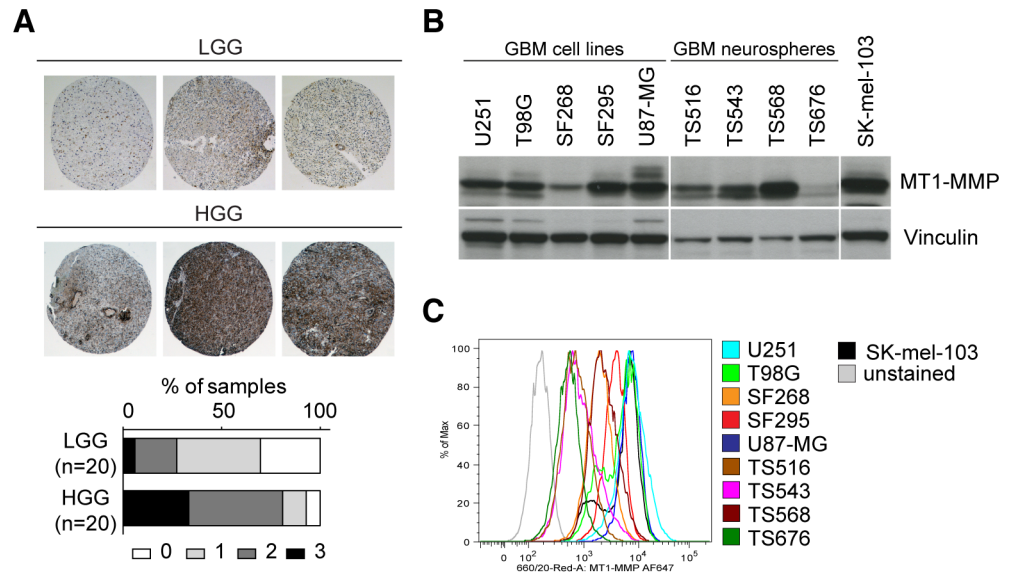 A
LGG
HGG
% of samples
0 50 100
LGG
(n=20)
HGG
(n=20)
0 1 2 3
B
GBM cell lines GBM neurospheres
U251 T98G SF268 SF295 U87-MG TS516 TS543 TS568 TS676 SK-mel-103
MT1-MMP
Vinculin
C
100
80
60
40
20
0
% of Max
0 10² 10³ 10⁴ 10⁵
660/20-Red-A: MT1-MMP AF647
U251
T98G
SF268
SF295
U87-MG
TS516
TS543
TS568
TS676
SK-mel-103
unstained